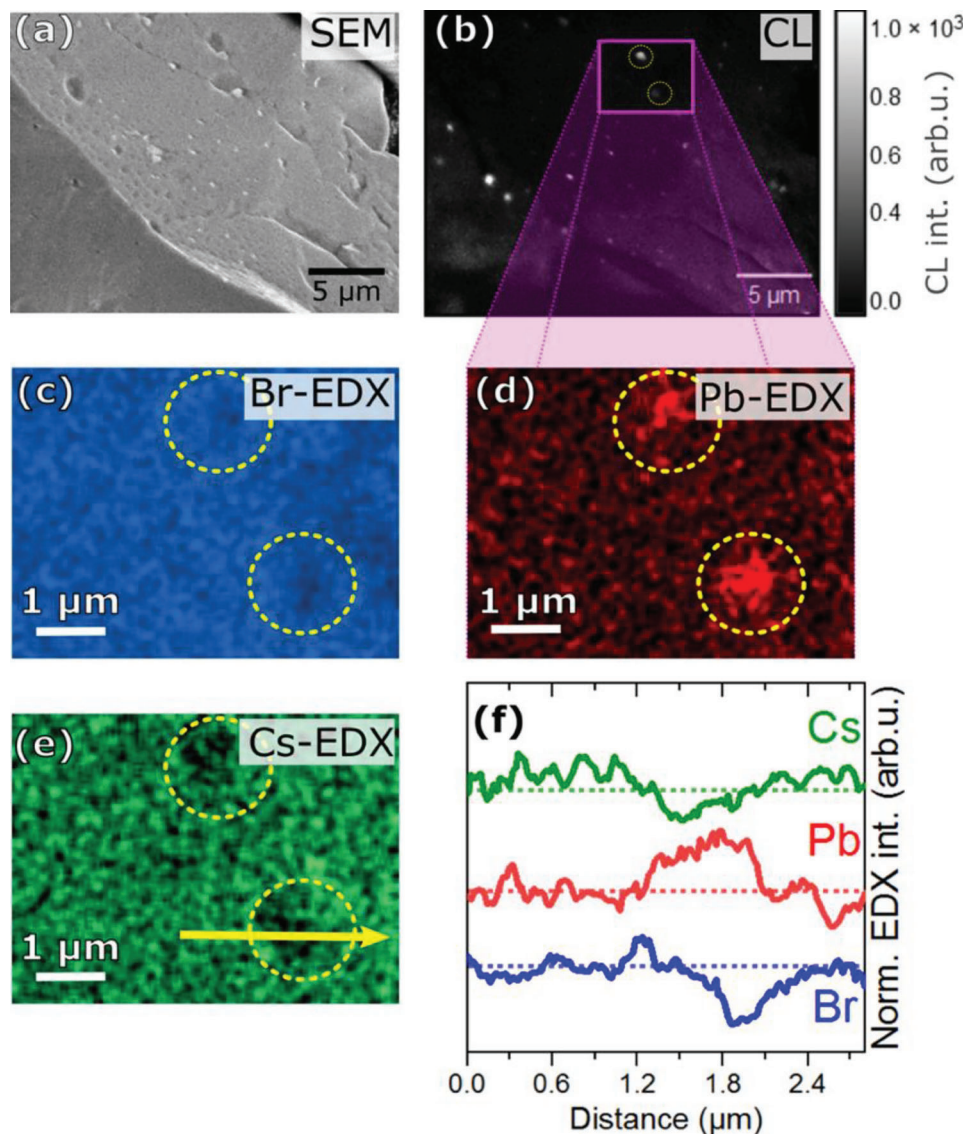 (a) SEM
5 µm
(b) CL
5 µm
1.0 × 10³
0.8
0.6
0.4
0.0
CL int. (arb.u.)
(c) Br-EDX
1 µm
(d) Pb-EDX
1 µm
(e) Cs-EDX
1 µm
(f)
Cs
Pb
Br
Norm. EDX int. (arb.u.)
0.0 0.6 1.2 1.8 2.4
Distance (µm)